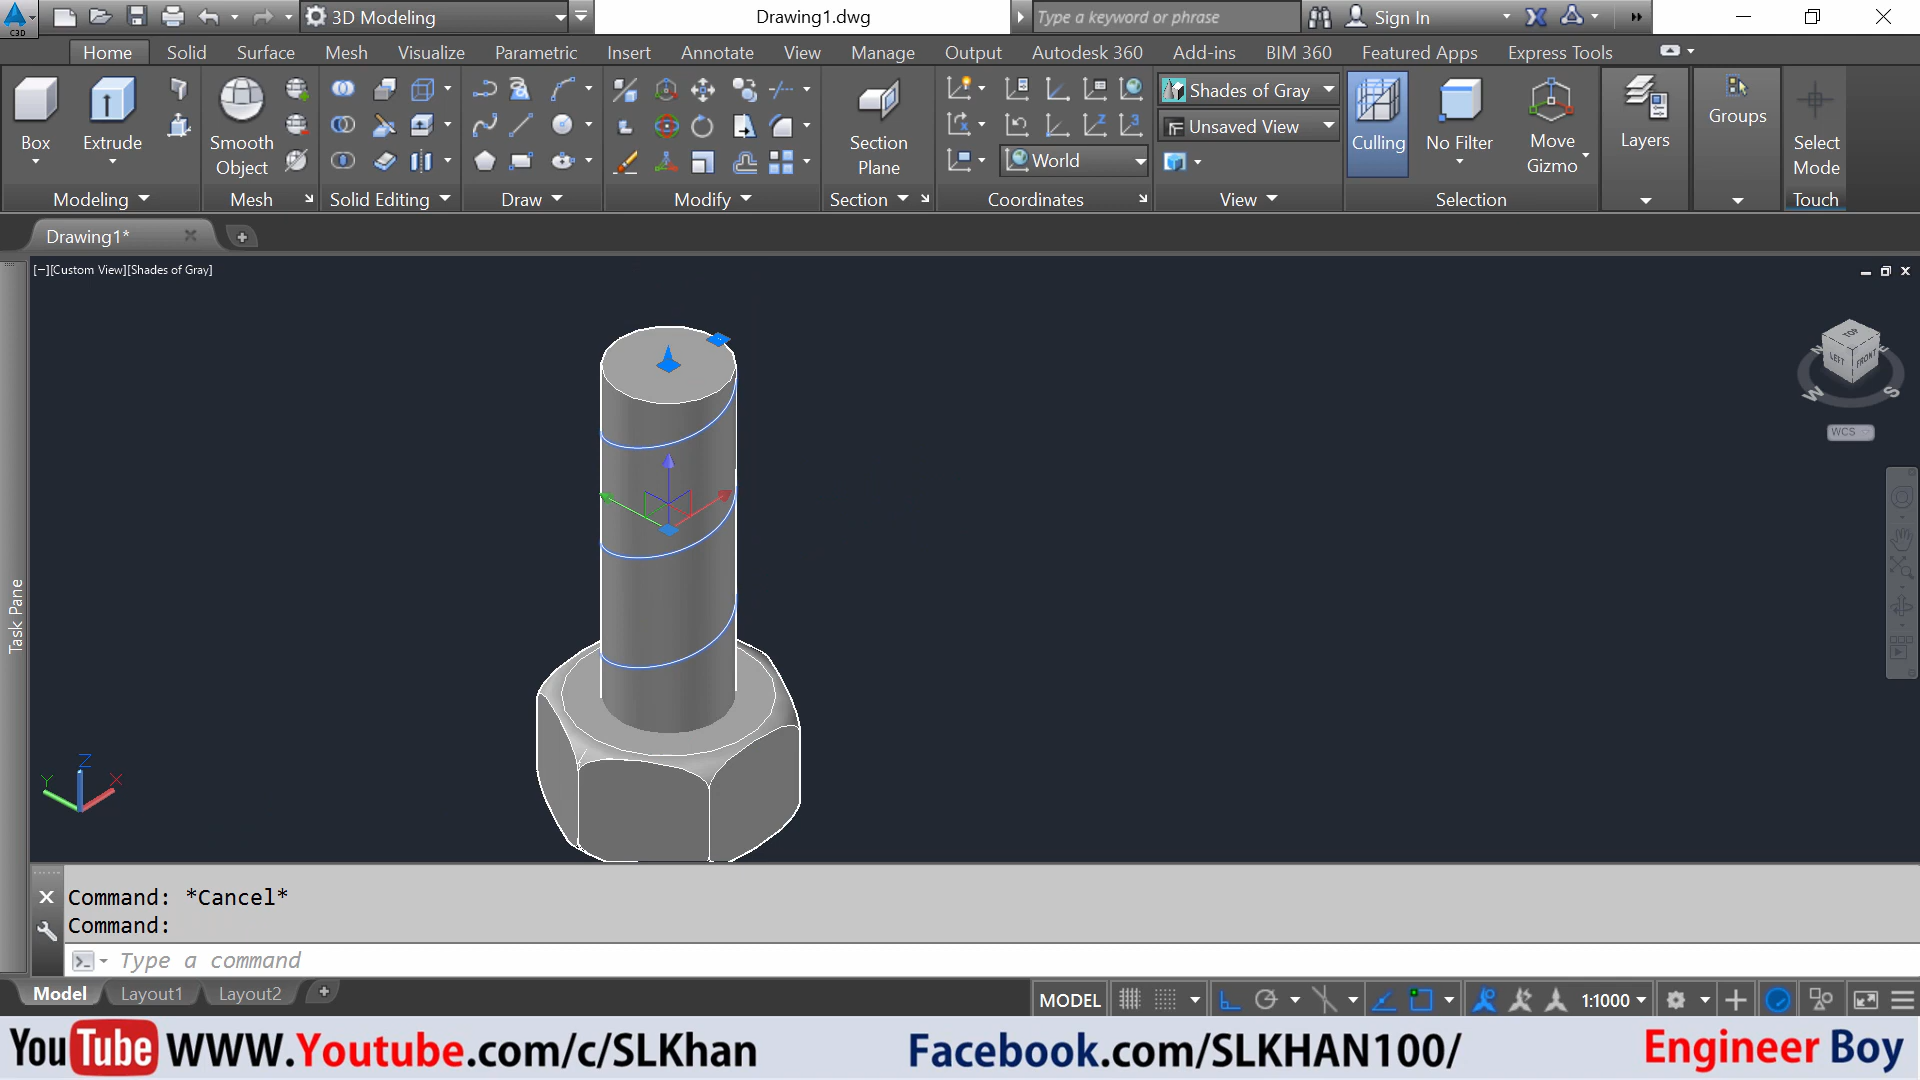 C3D
3D Modeling
Drawing1.dwg
Type a keyword or phrase
Sign In
Home Solid Surface Mesh Visualize Parametric Insert Annotate View Manage Output Autodesk 360 Add-ins BIM 360 Featured Apps Express Tools
Box
Extrude
Smooth
Object
Section
Plane
World
Shades of Gray
Unsaved View
Culling
No Filter
Move
Gizmo
Layers
Groups
Select
Mode
Modeling Mesh Solid Editing Draw Modify Section Coordinates View Selection Touch
Drawing1*
[−][Custom View][Shades of Gray]
TOP
LEFT FRONT
N E
W S
WCS
Task Pane
Z
Y X
Command: *Cancel*
Command:
Type a command
Model Layout1 Layout2
MODEL 1:1000
YouTube WWW.Youtube.com/c/SLKhan Facebook.com/SLKHAN100/ Engineer Boy